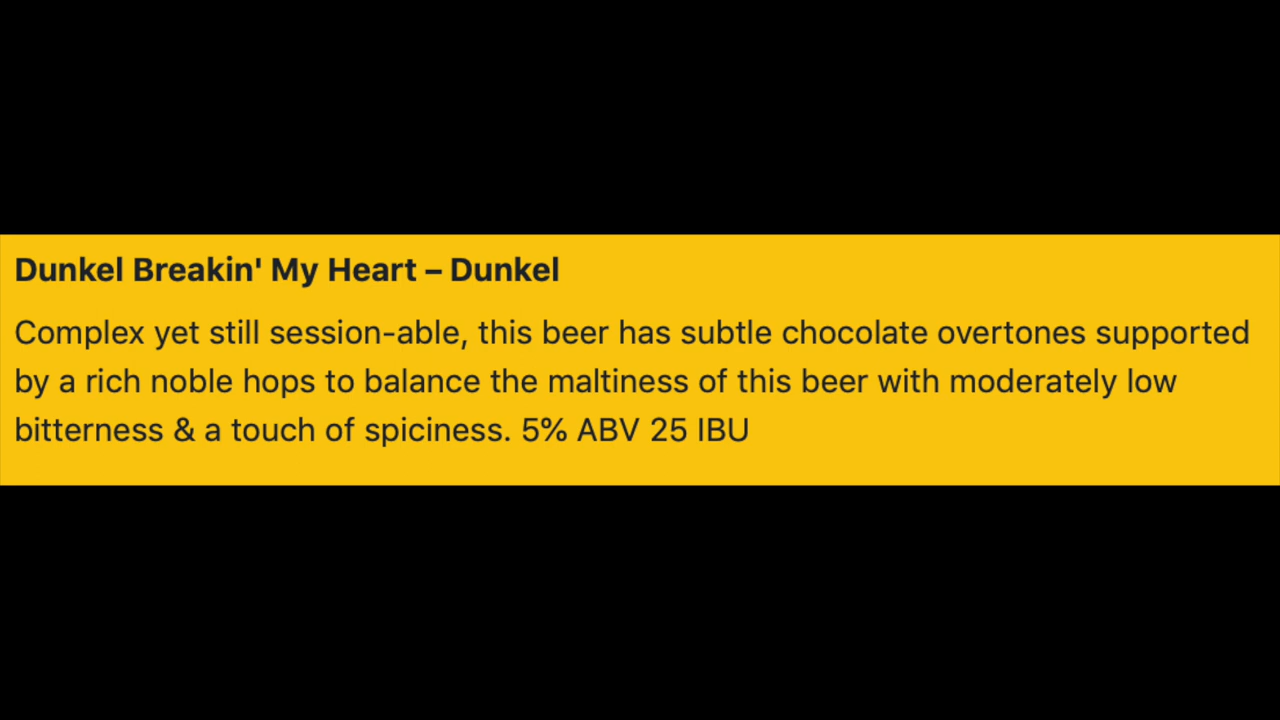 Dunkel Breakin' My Heart – Dunkel
Complex yet still session-able, this beer has subtle chocolate overtones supported
by a rich noble hops to balance the maltiness of this beer with moderately low
bitterness & a touch of spiciness. 5% ABV 25 IBU